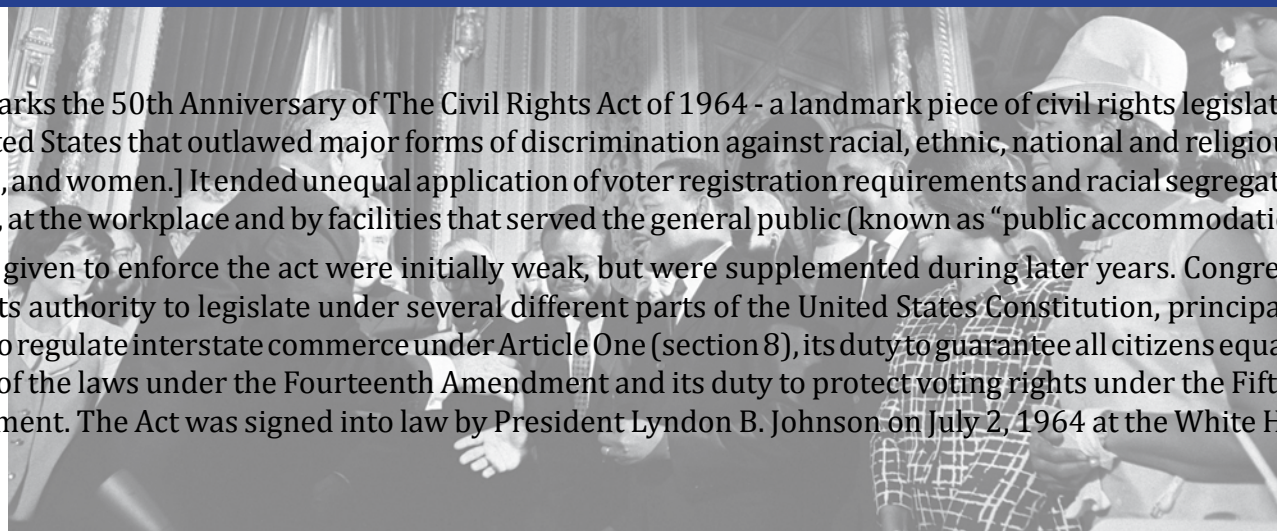 arks the 50th Anniversary of The Civil Rights Act of 1964 - a landmark piece of civil rights legislat
ted States that outlawed major forms of discrimination against racial, ethnic, national and religiou
, and women.] It ended unequal application of voter registration requirements and racial segregat
, at the workplace and by facilities that served the general public (known as “public accommodati
given to enforce the act were initially weak, but were supplemented during later years. Congre
ts authority to legislate under several different parts of the United States Constitution, principa
o regulate interstate commerce under Article One (section 8), its duty to guarantee all citizens equa
of the laws under the Fourteenth Amendment and its duty to protect voting rights under the Fift
ment. The Act was signed into law by President Lyndon B. Johnson on July 2, 1964 at the White H